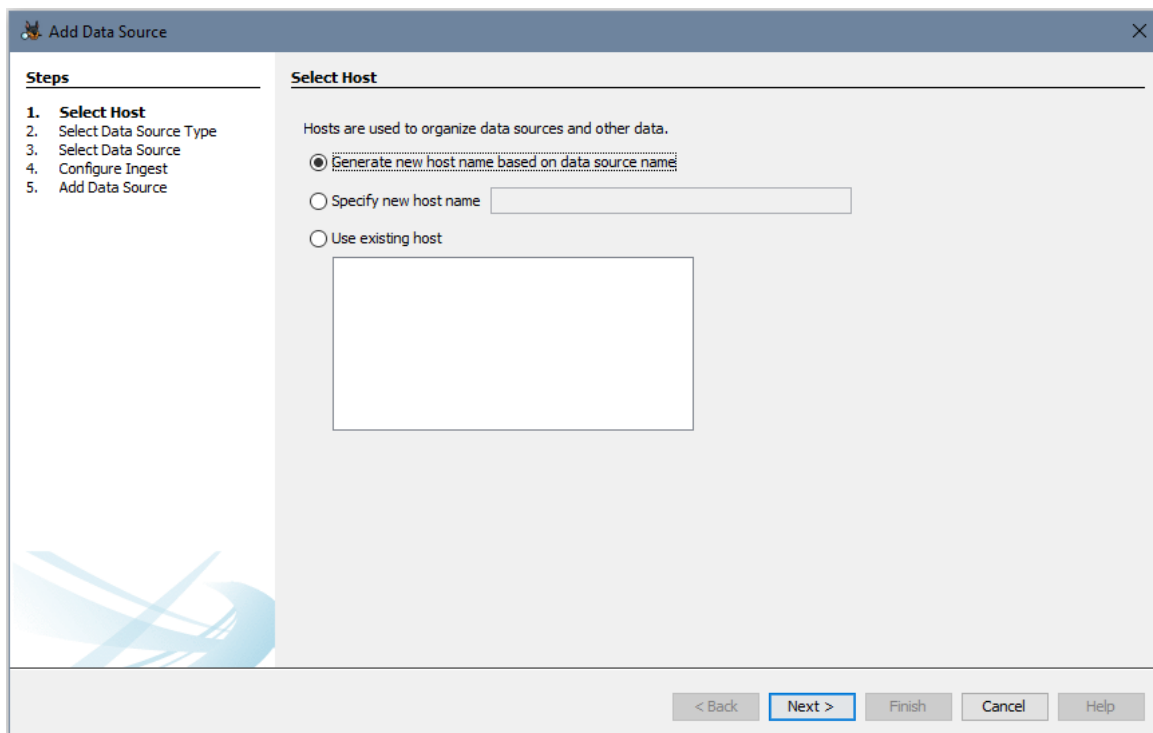 Add Data Source
Steps
1. Select Host
2. Select Data Source Type
3. Select Data Source
4. Configure Ingest
5. Add Data Source
Select Host
Hosts are used to organize data sources and other data.
Generate new host name based on data source name
Specify new host name
Use existing host
< Back Next > Finish Cancel Help